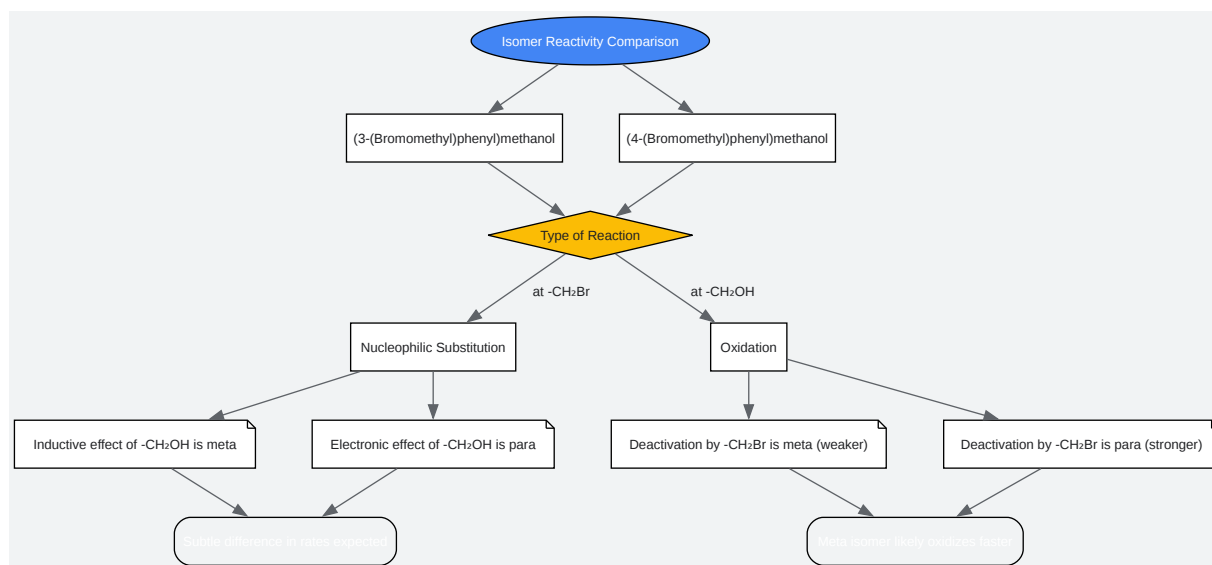 Isomer Reactivity Comparison
(3-(Bromomethyl)phenyl)methanol
(4-(Bromomethyl)phenyl)methanol
Type of Reaction
at -CH₂Br
at -CH₂OH
Nucleophilic Substitution
Oxidation
Inductive effect of -CH₂OH is meta
Electronic effect of -CH₂OH is para
Deactivation by -CH₂Br is meta (weaker)
Deactivation by -CH₂Br is para (stronger)
Subtle difference in rates expected
Meta isomer likely oxidizes faster